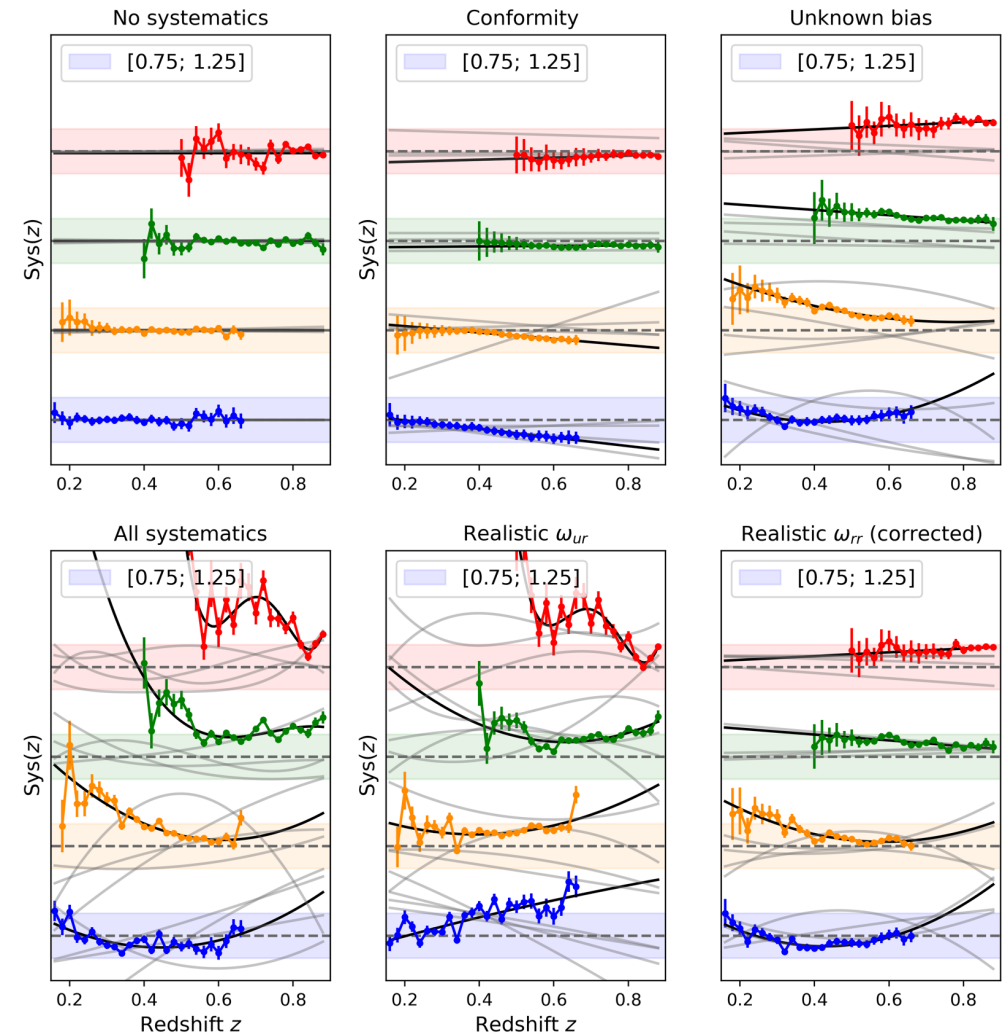 No systematics
Conformity
Unknown bias
[0.75; 1.25]
[0.75; 1.25]
[0.75; 1.25]
Sys(z)
Sys(z)
0.2 0.4 0.6 0.8
0.2 0.4 0.6 0.8
0.2 0.4 0.6 0.8
All systematics
Realistic ωur
Realistic ωrr (corrected)
[0.75; 1.25]
[0.75; 1.25]
[0.75; 1.25]
Sys(z)
Sys(z)
0.2 0.4 0.6 0.8
0.2 0.4 0.6 0.8
0.2 0.4 0.6 0.8
Redshift z
Redshift z
Redshift z